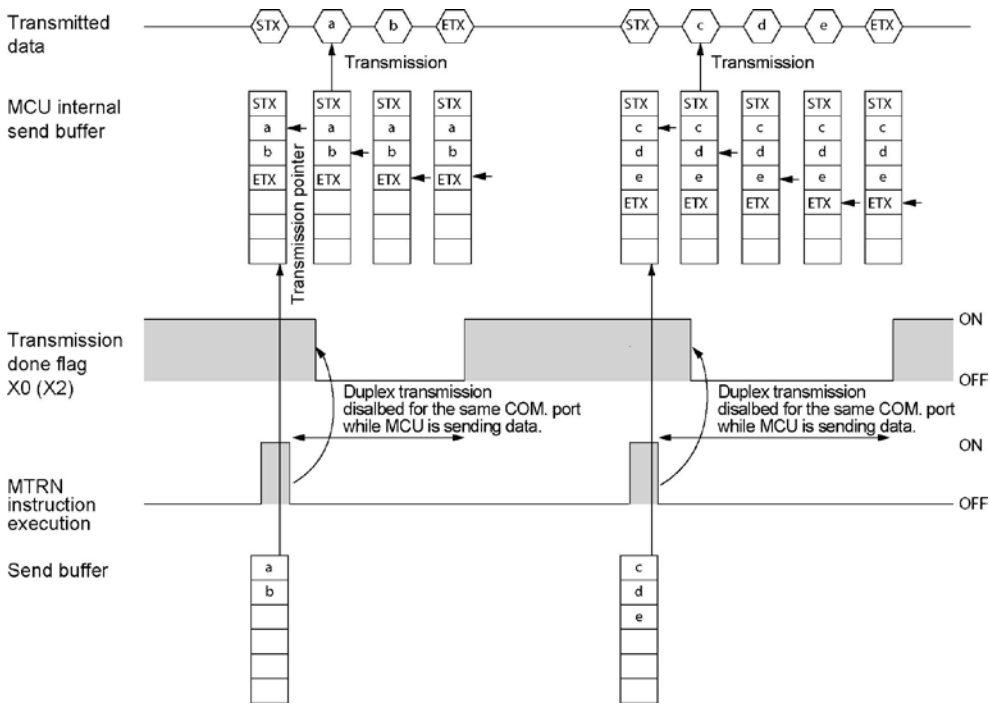 Transmitted
data
STX a b ETX STX c d e ETX
Transmission Transmission
MCU internal
send buffer
STX STX STX STX STX STX STX STX STX
a a a a c c c c c
b b b b d d d d d
ETX ETX ETX ETX e e e e e
ETX ETX ETX ETX ETX
Transmission pointer
Transmission
done flag
X0 (X2)
ON
OFF
Duplex transmission
disalbed for the same COM. port
while MCU is sending data.
Duplex transmission
disalbed for the same COM. port
while MCU is sending data.
MTRN
instruction
execution
ON
OFF
Send buffer
a c
b d
e